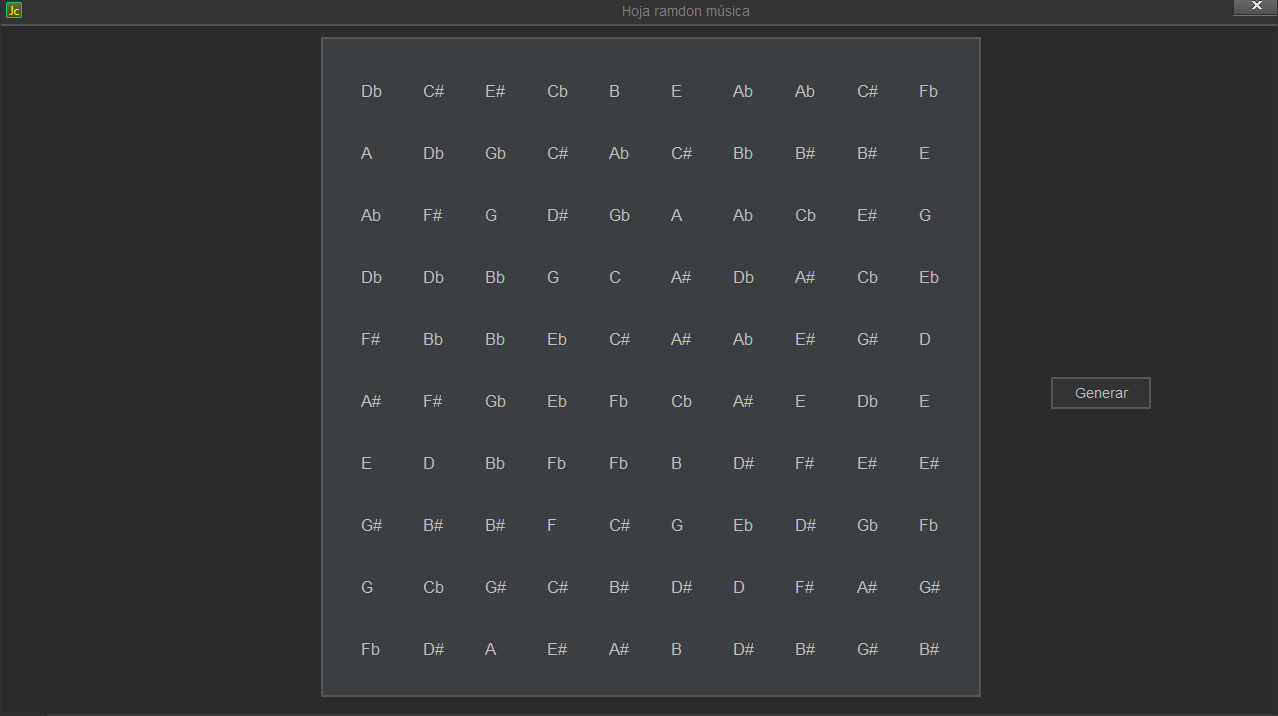 Jc Hoja ramdon música
Db C# E# Cb B E Ab Ab C# Fb
A Db Gb C# Ab C# Bb B# B# E
Ab F# G D# Gb A Ab Cb E# G
Db Db Bb G C A# Db A# Cb Eb
F# Bb Bb Eb C# A# Ab E# G# D
A# F# Gb Eb Fb Cb A# E Db E
Generar
E D Bb Fb Fb B D# F# E# E#
G# B# B# F C# G Eb D# Gb Fb
G Cb G# C# B# D# D F# A# G#
Fb D# A E# A# B D# B# G# B#